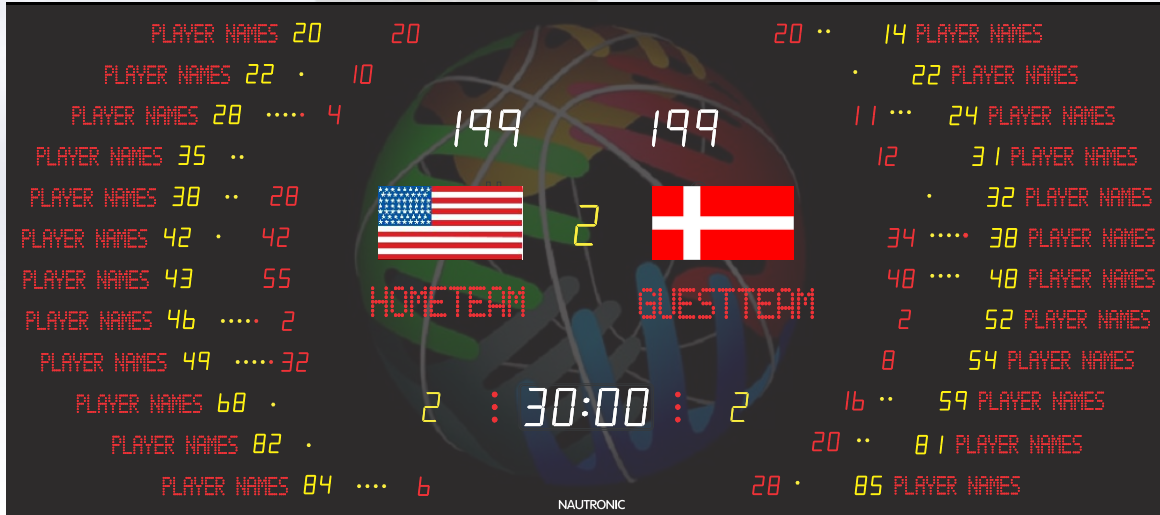 PLAYER NAMES 20 20 20 14 PLAYER NAMES
PLAYER NAMES 22 10 22 PLAYER NAMES
PLAYER NAMES 28 4 11 24 PLAYER NAMES
199 199
PLAYER NAMES 35 12 31 PLAYER NAMES
PLAYER NAMES 38 28 32 PLAYER NAMES
2
PLAYER NAMES 42 42 34 38 PLAYER NAMES
PLAYER NAMES 43 55 48 48 PLAYER NAMES
HOMETEAM GUESTTEAM
PLAYER NAMES 46 2 2 52 PLAYER NAMES
PLAYER NAMES 49 32 8 54 PLAYER NAMES
PLAYER NAMES 68 16 59 PLAYER NAMES
2 30:00 2
PLAYER NAMES 82 20 81 PLAYER NAMES
PLAYER NAMES 84 6 28 85 PLAYER NAMES
NAUTRONIC